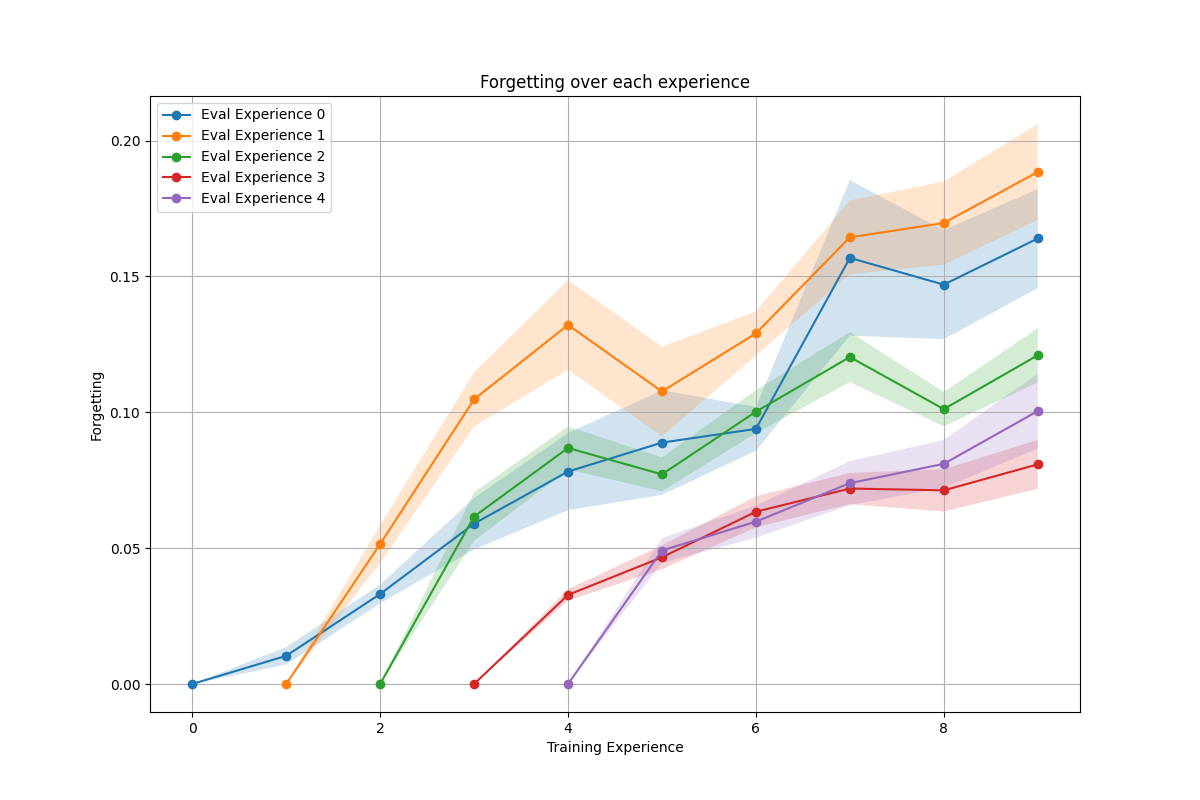 Forgetting over each experience
Eval Experience 0
Eval Experience 1
Eval Experience 2
Eval Experience 3
Eval Experience 4
0.20
0.15
0.10
0.05
0.00
Forgetting
0 2 4 6 8
Training Experience